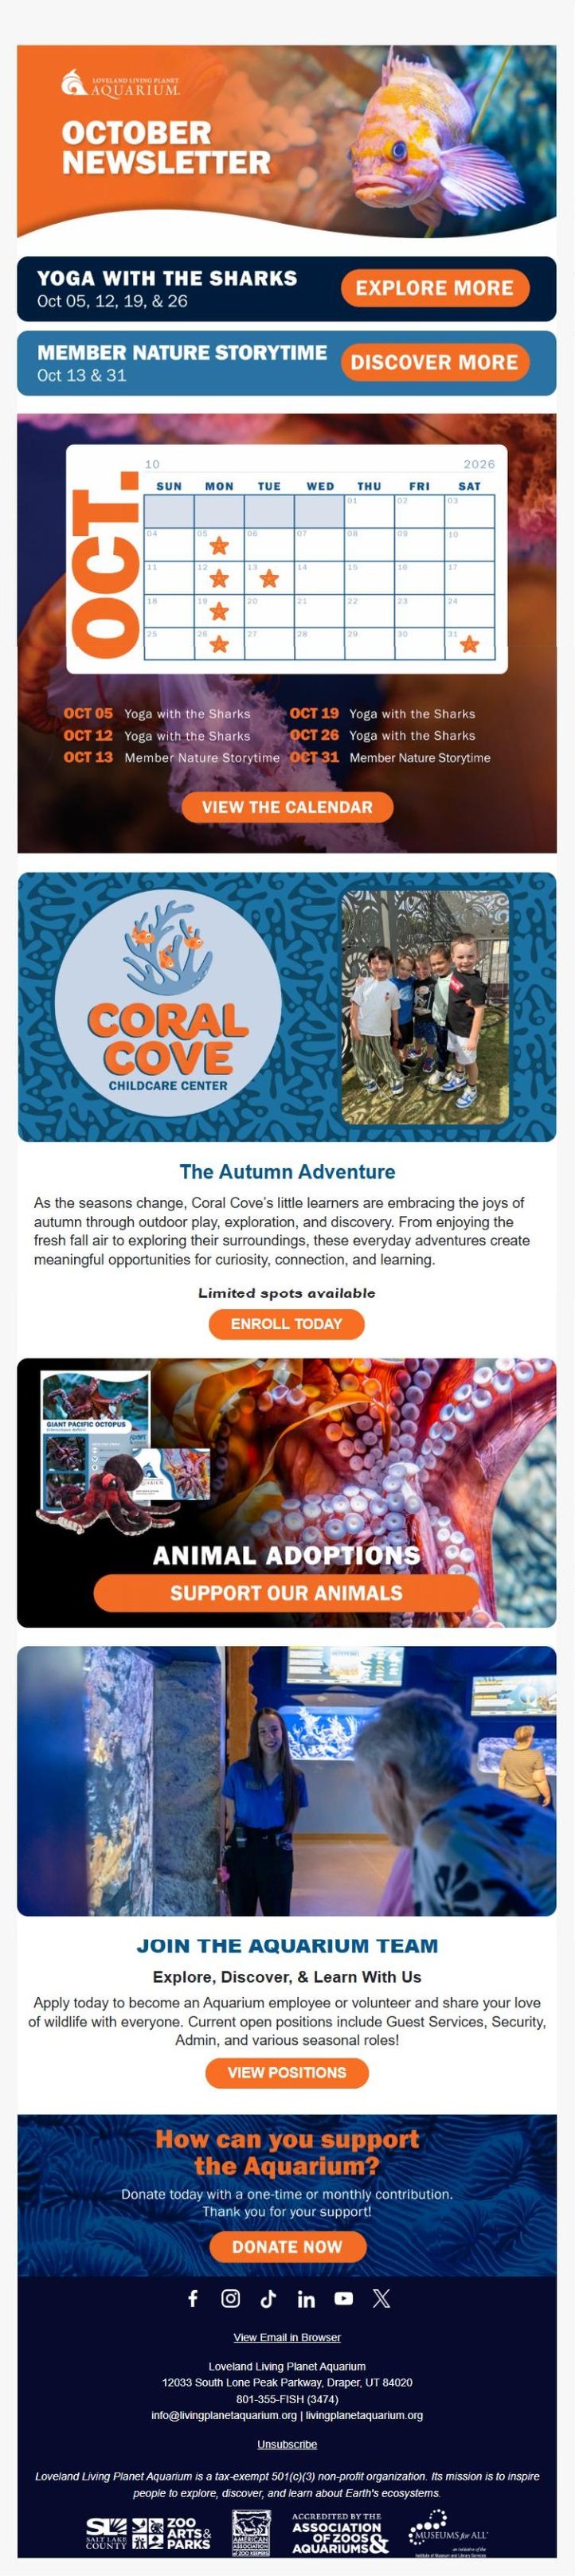 LOVELAND LIVING PLANET
AQUARIUM
OCTOBER
NEWSLETTER
YOGA WITH THE SHARKS
Oct 05, 12, 19, & 26
EXPLORE MORE
MEMBER NATURE STORYTIME
Oct 13 & 31
DISCOVER MORE
OCT.
10 2026
SUN MON TUE WED THU FRI SAT
01 02 03
04 05 06 07 08 09 10
11 12 13 14 15 16 17
18 19 20 21 22 23 24
25 26 27 28 29 30 31
OCT 05 Yoga with the Sharks OCT 19 Yoga with the Sharks
OCT 12 Yoga with the Sharks OCT 26 Yoga with the Sharks
OCT 13 Member Nature Storytime OCT 31 Member Nature Storytime
VIEW THE CALENDAR
CORAL
COVE
CHILDCARE CENTER
The Autumn Adventure
As the seasons change, Coral Cove's little learners are embracing the joys of
autumn through outdoor play, exploration, and discovery. From enjoying the
fresh fall air to exploring their surroundings, these everyday adventures create
meaningful opportunities for curiosity, connection, and learning.
Limited spots available
ENROLL TODAY
GIANT PACIFIC OCTOPUS
ANIMAL ADOPTIONS
SUPPORT OUR ANIMALS
JOIN THE AQUARIUM TEAM
Explore, Discover, & Learn With Us
Apply today to become an Aquarium employee or volunteer and share your love
of wildlife with everyone. Current open positions include Guest Services, Security,
Admin, and various seasonal roles!
VIEW POSITIONS
How can you support
the Aquarium?
Donate today with a one-time or monthly contribution.
Thank you for your support!
DONATE NOW
View Email in Browser
Loveland Living Planet Aquarium
12033 South Lone Peak Parkway, Draper, UT 84020
801-355-FISH (3474)
info@livingplanetaquarium.org | livingplanetaquarium.org
Unsubscribe
Loveland Living Planet Aquarium is a tax-exempt 501(c)(3) non-profit organization. Its mission is to inspire
people to explore, discover, and learn about Earth's ecosystems.
SALT LAKE
COUNTY
ZOO
ARTS &
PARKS
AMERICAN
ASSOCIATION
OF ZOO KEEPERS
ACCREDITED BY THE
ASSOCIATION
OF ZOOS
AQUARIUMS &
MUSEUMS for ALL